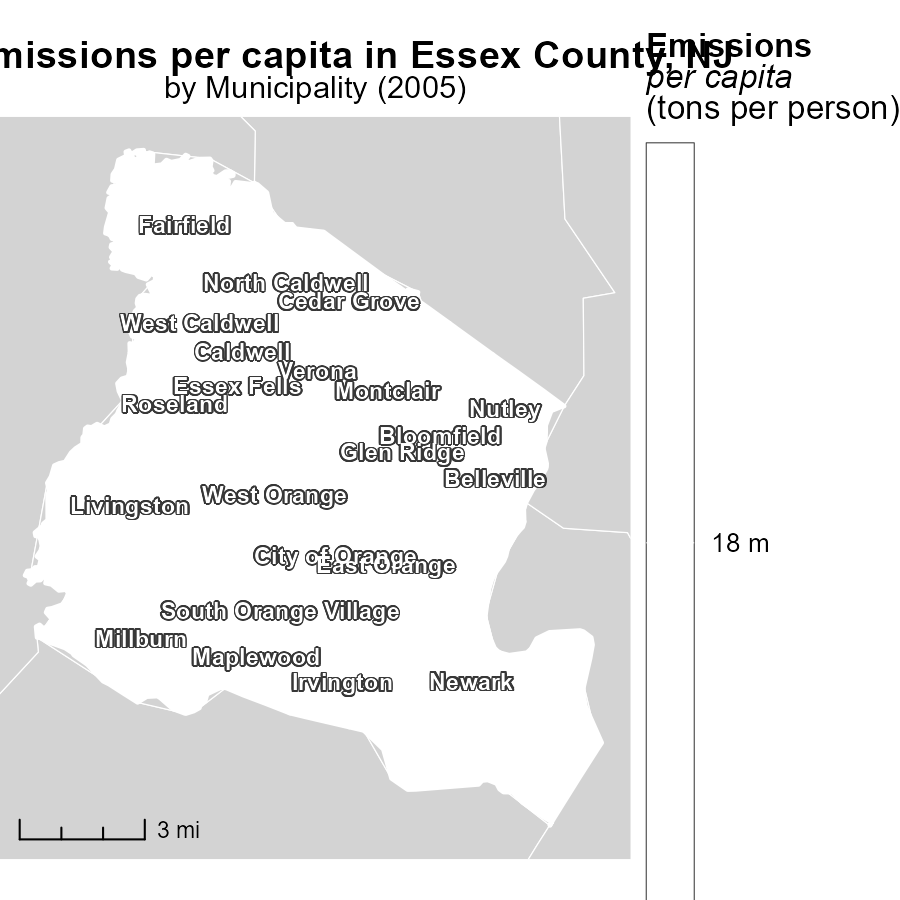 missions per capita in Essex County, NJ
by Municipality (2005)
Emissions
per capita
(tons per person)
Fairfield
North Caldwell
Cedar Grove
West Caldwell
Caldwell
Verona
Essex Fells
Montclair
Roseland
Nutley
Bloomfield
Glen Ridge
Belleville
West Orange
Livingston
18 m
City of Orange
East Orange
South Orange Village
Millburn
Maplewood
Irvington
Newark
3 mi